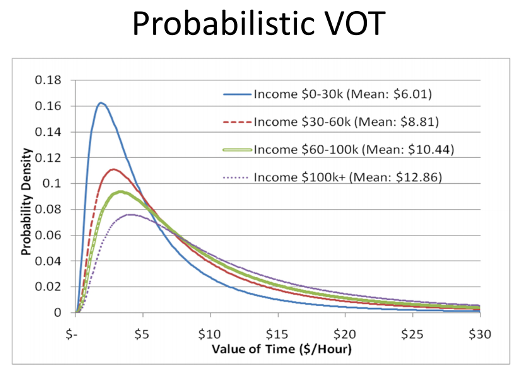 Probabilistic VOT
0.18
0.16
0.14
0.12
0.1
0.08
0.06
0.04
0.02
0
Probability Density
Income $0-30k (Mean: $6.01)
Income $30-60k (Mean: $8.81)
Income $60-100k (Mean: $10.44)
Income $100k+ (Mean: $12.86)
$- $5 $10 $15 $20 $25 $30
Value of Time ($/Hour)